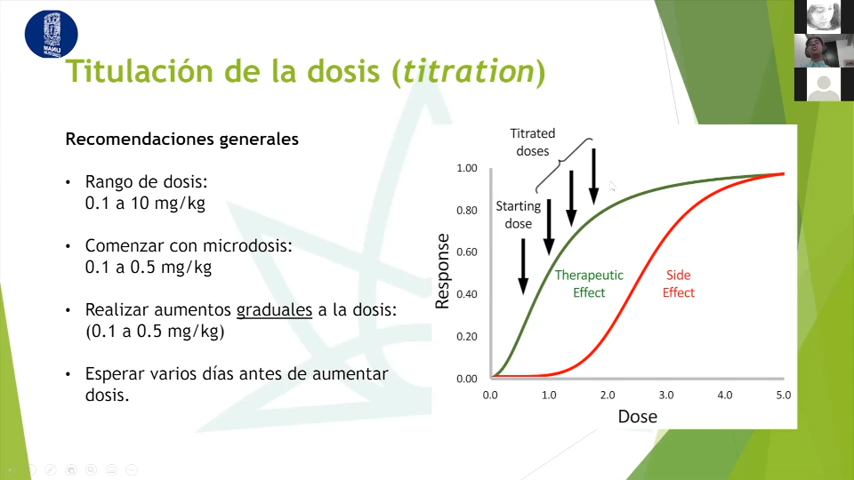 Titulación de la dosis (titration)
Recomendaciones generales
• Rango de dosis:
0.1 a 10 mg/kg
• Comenzar con microdosis:
0.1 a 0.5 mg/kg
• Realizar aumentos graduales a la dosis:
(0.1 a 0.5 mg/kg)
• Esperar varios días antes de aumentar
dosis.
Titrated
doses
Starting
dose
Therapeutic
Effect
Side
Effect
Response
1.00
0.80
0.60
0.40
0.20
0.00
0.0 1.0 2.0 3.0 4.0 5.0
Dose